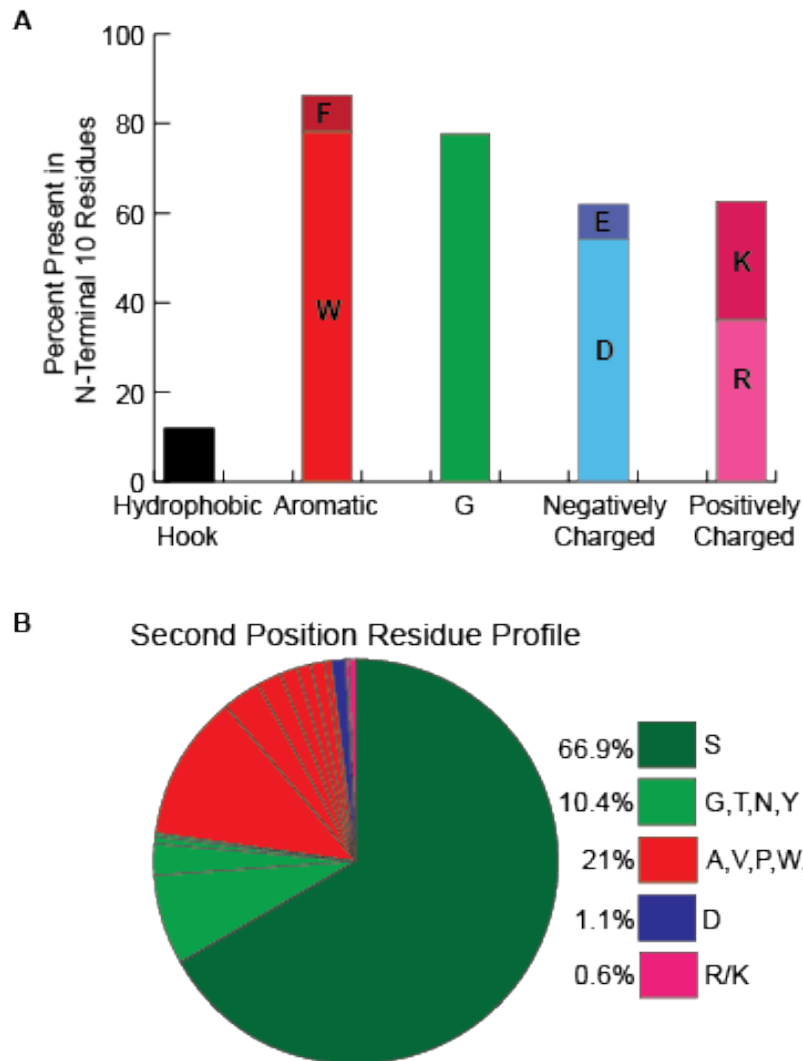 A
Percent Present in
N-Terminal 10 Residues
100
80
60
40
20
0
F
W
E
D
K
R
Hydrophobic
Hook
Aromatic
G
Negatively
Charged
Positively
Charged
B
Second Position Residue Profile
66.9% S
10.4% G,T,N,Y
21% A,V,P,W,
1.1% D
0.6% R/K